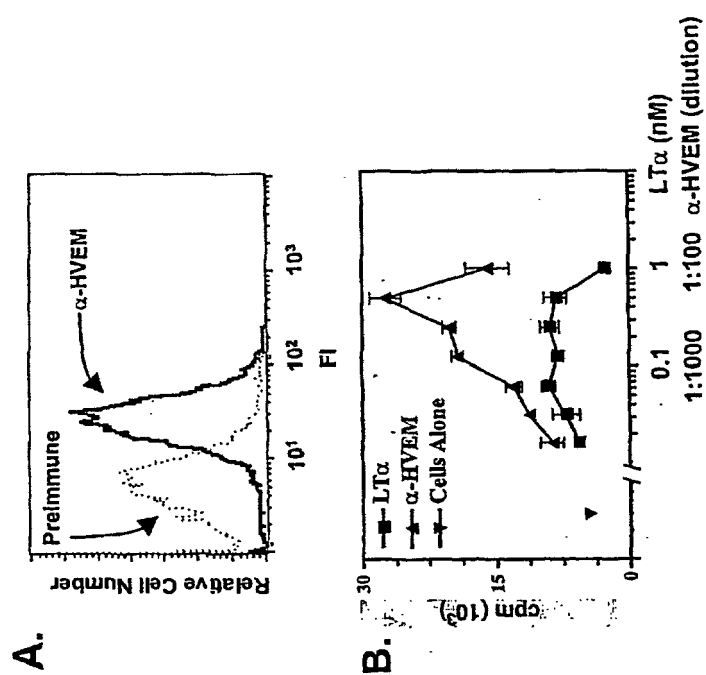 A.
Relative Cell Number
PreImmune
α-HVEM
10¹ 10² 10³
FI
B.
cpm (10³)
30
15
0
LTα
α-HVEM
Cells Alone
0.1 1 LTα (nM)
1:1000 1:100 α-HVEM (dilution)